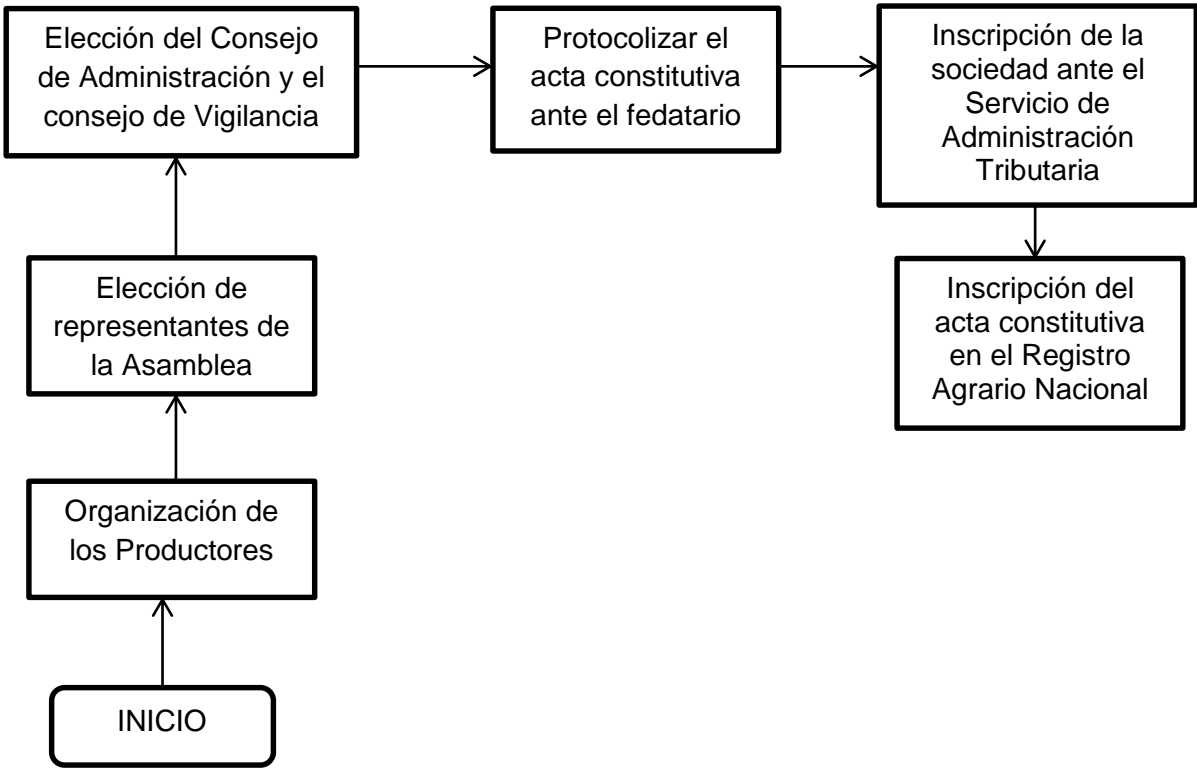 Elección del Consejo
de Administración y el
consejo de Vigilancia
Protocolizar el
acta constitutiva
ante el fedatario
Inscripción de la
sociedad ante el
Servicio de
Administración
Tributaria
Elección de
representantes de
la Asamblea
Inscripción del
acta constitutiva
en el Registro
Agrario Nacional
Organización de
los Productores
INICIO